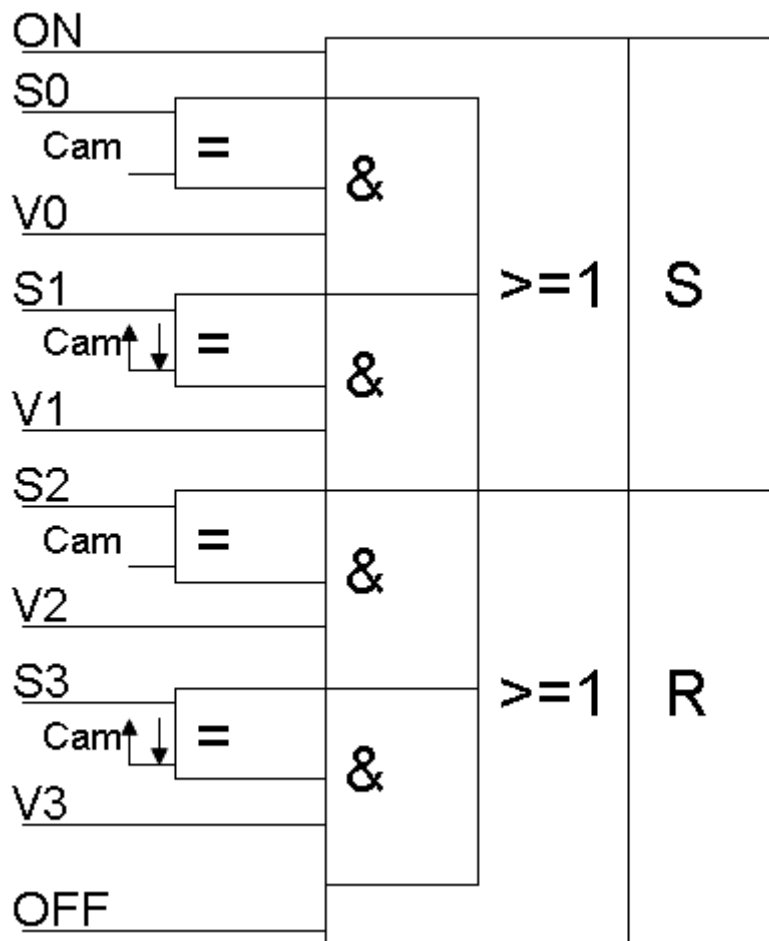 ON
S0
Cam =
V0
&
S1
Cam =
V1
&
>=1 S
S2
Cam =
V2
&
S3
Cam =
V3
&
>=1 R
OFF